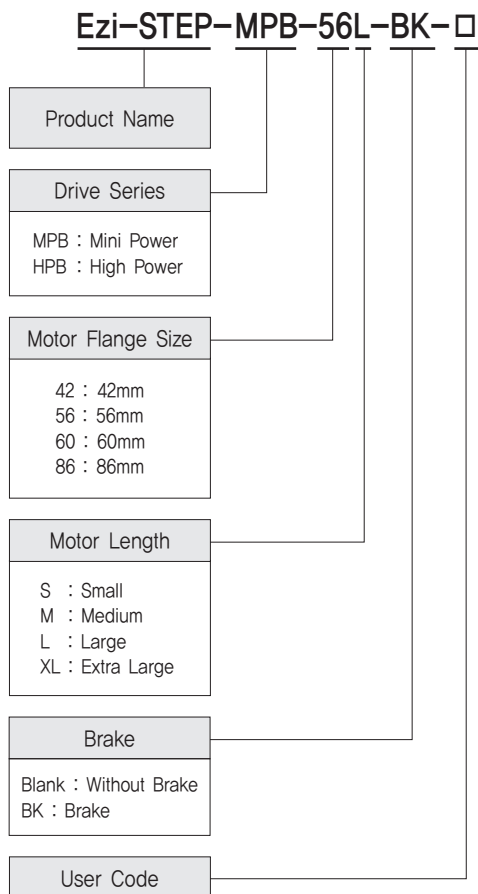 Ezi-STEP-MPB-56L-BK-□
Product Name
Drive Series
MPB : Mini Power
HPB : High Power
Motor Flange Size
42 : 42mm
56 : 56mm
60 : 60mm
86 : 86mm
Motor Length
S : Small
M : Medium
L : Large
XL : Extra Large
Brake
Blank : Without Brake
BK : Brake
User Code